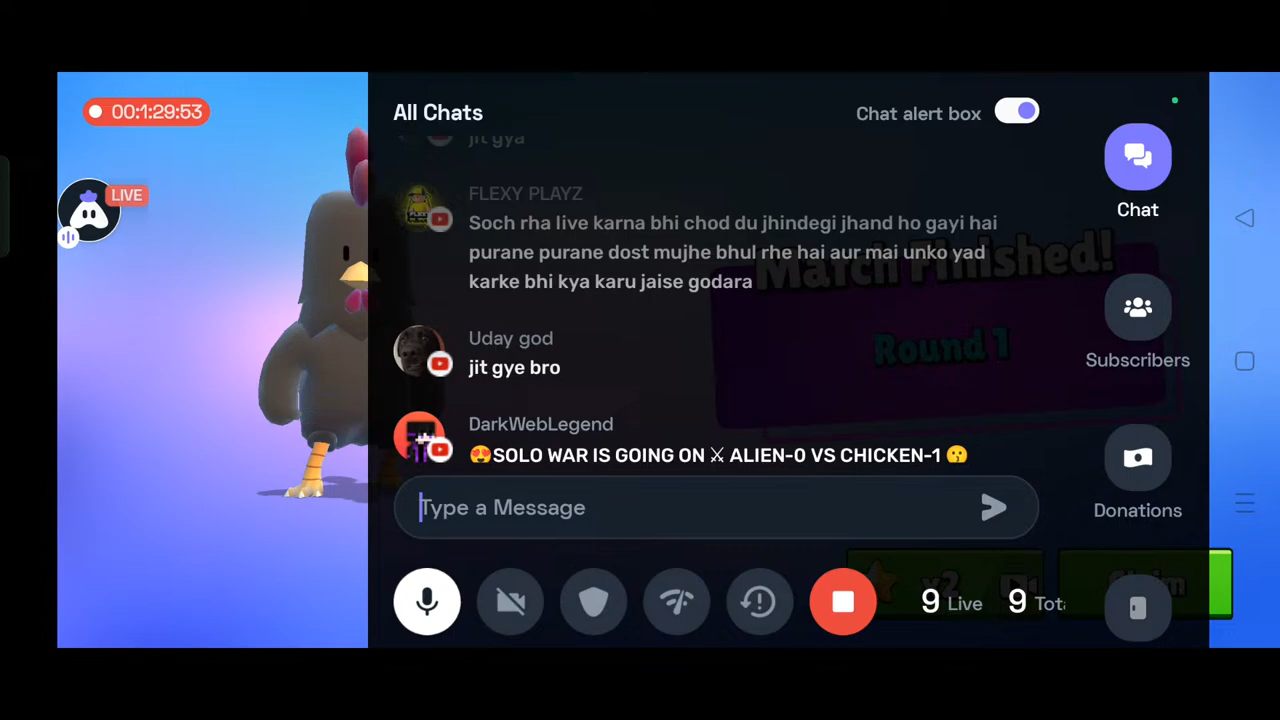 00:1:29:53
LIVE
All Chats
Chat alert box
jit gya
FLEXY PLAYZ
Soch rha live karna bhi chod du jhindegi jhand ho gayi hai
purane purane dost mujhe bhul rhe hai aur mai unko yad
karke bhi kya karu jaise godara
Match Finished!
Round 1
Uday god
jit gye bro
DarkWebLegend
😍SOLO WAR IS GOING ON ⚔ ALIEN-0 VS CHICKEN-1 😗
Type a Message
Chat
Subscribers
Donations
x2
Claim
9 Live 9 Tot